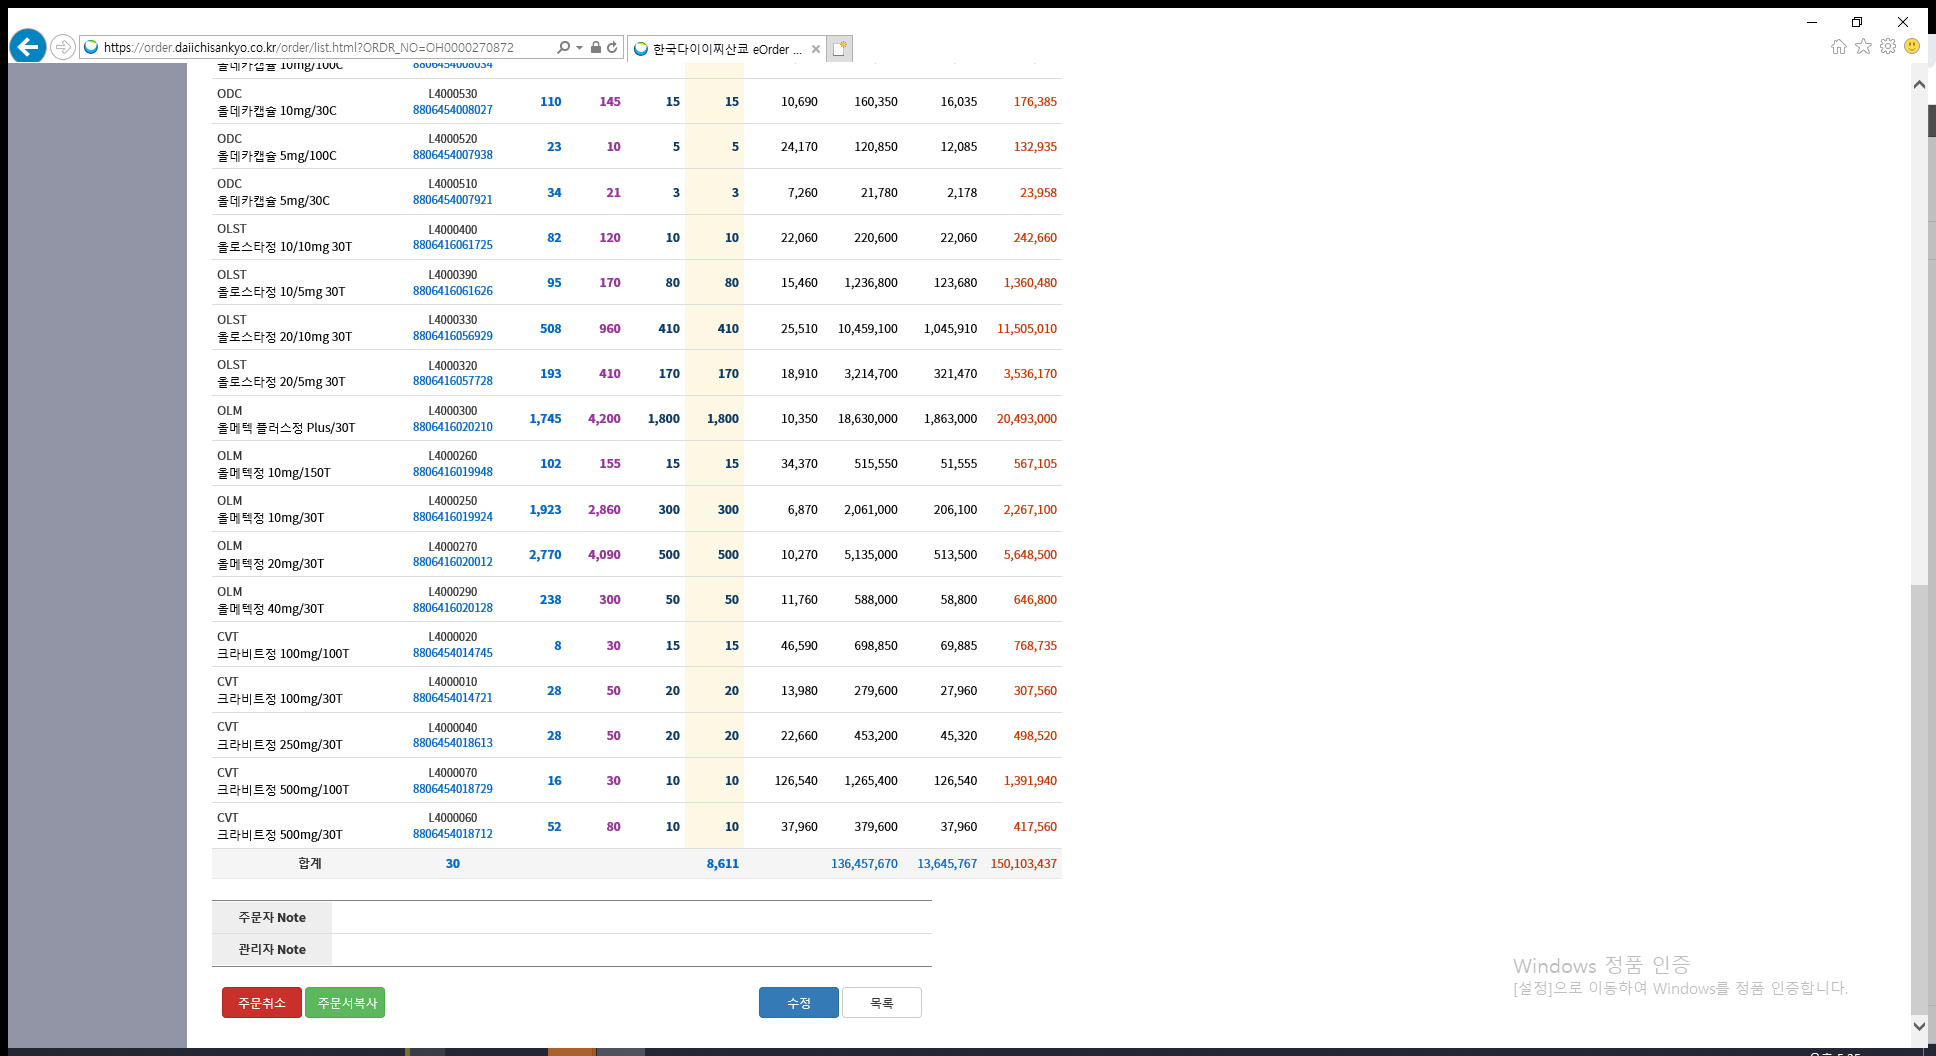 https://order.daiichisankyo.co.kr/order/list.html?ORDR_NO=OH0000270872
한국다이이찌산쿄 eOrder ...
올데카캡슐 10mg/100C 8806454008034
ODC L4000530
올데카캡슐 10mg/30C 8806454008027 110 145 15 15 10,690 160,350 16,035 176,385
ODC L4000520
올데카캡슐 5mg/100C 8806454007938 23 10 5 5 24,170 120,850 12,085 132,935
ODC L4000510
올데카캡슐 5mg/30C 8806454007921 34 21 3 3 7,260 21,780 2,178 23,958
OLST L4000400
올로스타정 10/10mg 30T 8806416061725 82 120 10 10 22,060 220,600 22,060 242,660
OLST L4000390
올로스타정 10/5mg 30T 8806416061626 95 170 80 80 15,460 1,236,800 123,680 1,360,480
OLST L4000330
올로스타정 20/10mg 30T 8806416056929 508 960 410 410 25,510 10,459,100 1,045,910 11,505,010
OLST L4000320
올로스타정 20/5mg 30T 8806416057728 193 410 170 170 18,910 3,214,700 321,470 3,536,170
OLM L4000300
올메텍 플러스정 Plus/30T 8806416020210 1,745 4,200 1,800 1,800 10,350 18,630,000 1,863,000 20,493,000
OLM L4000260
올메텍정 10mg/150T 8806416019948 102 155 15 15 34,370 515,550 51,555 567,105
OLM L4000250
올메텍정 10mg/30T 8806416019924 1,923 2,860 300 300 6,870 2,061,000 206,100 2,267,100
OLM L4000270
올메텍정 20mg/30T 8806416020012 2,770 4,090 500 500 10,270 5,135,000 513,500 5,648,500
OLM L4000290
올메텍정 40mg/30T 8806416020128 238 300 50 50 11,760 588,000 58,800 646,800
CVT L4000020
크라비트정 100mg/100T 8806454014745 8 30 15 15 46,590 698,850 69,885 768,735
CVT L4000010
크라비트정 100mg/30T 8806454014721 28 50 20 20 13,980 279,600 27,960 307,560
CVT L4000040
크라비트정 250mg/30T 8806454018613 28 50 20 20 22,660 453,200 45,320 498,520
CVT L4000070
크라비트정 500mg/100T 8806454018729 16 30 10 10 126,540 1,265,400 126,540 1,391,940
CVT L4000060
크라비트정 500mg/30T 8806454018712 52 80 10 10 37,960 379,600 37,960 417,560
합계 30 8,611 136,457,670 13,645,767 150,103,437
주문자 Note
관리자 Note
주문취소 주문서복사 수정 목록
Windows 정품 인증
[설정]으로 이동하여 Windows를 정품 인증합니다.